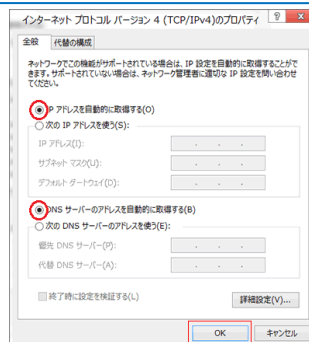 インターネット プロトコル バージョン 4 (TCP/IPv4)のプロパティ
全般 代替の構成
ネットワークでこの機能がサポートされている場合は、IP 設定を自動的に取得することがで
きます。サポートされていない場合は、ネットワーク管理者に適切な IP 設定を問い合わせ
てください。
IP アドレスを自動的に取得する(O)
次の IP アドレスを使う(S):
IP アドレス(I):
サブネット マスク(U):
デフォルト ゲートウェイ(D):
DNS サーバーのアドレスを自動的に取得する(B)
次の DNS サーバーのアドレスを使う(E):
優先 DNS サーバー(P):
代替 DNS サーバー(A):
終了時に設定を検証する(L)
詳細設定(V)...
OK キャンセル